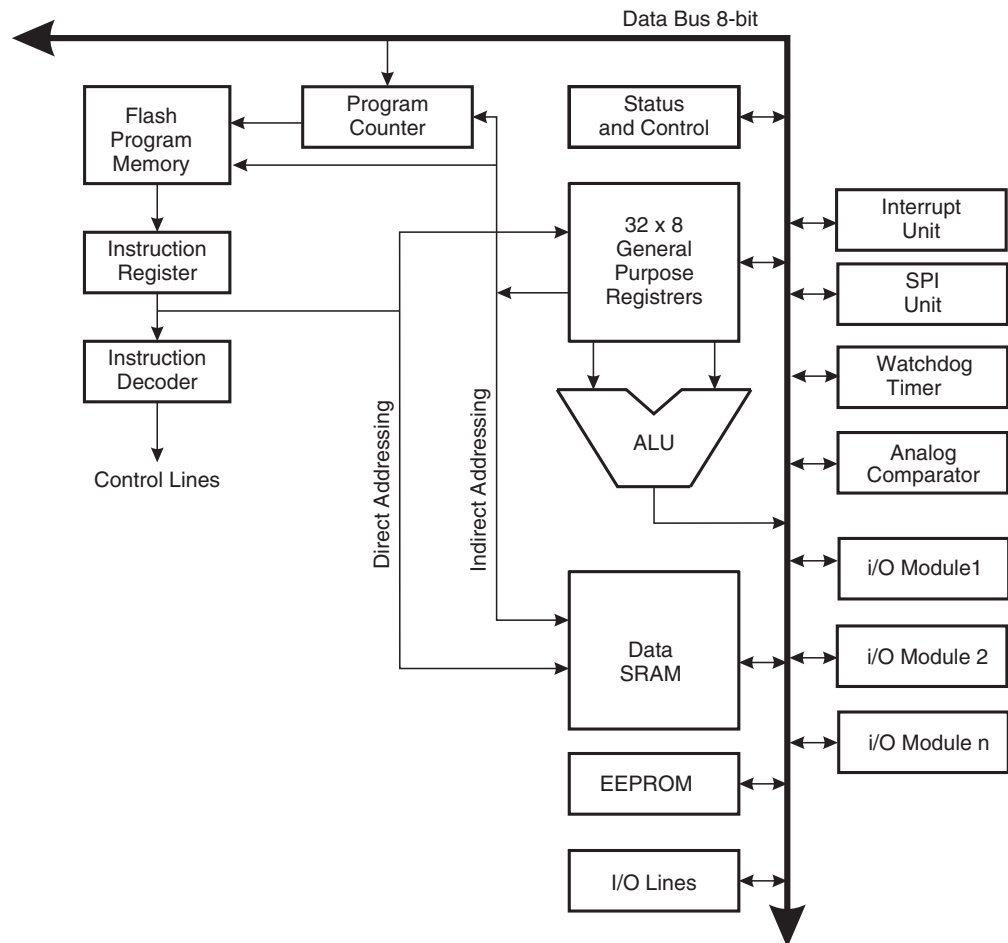 Data Bus 8-bit
Flash
Program
Memory
Program
Counter
Status
and Control
32 x 8
General
Purpose
Registrers
Interrupt
Unit
Instruction
Register
SPI
Unit
Instruction
Decoder
Watchdog
Timer
Direct Addressing
Indirect Addressing
ALU
Analog
Comparator
Control Lines
i/O Module1
Data
SRAM
i/O Module 2
i/O Module n
EEPROM
I/O Lines